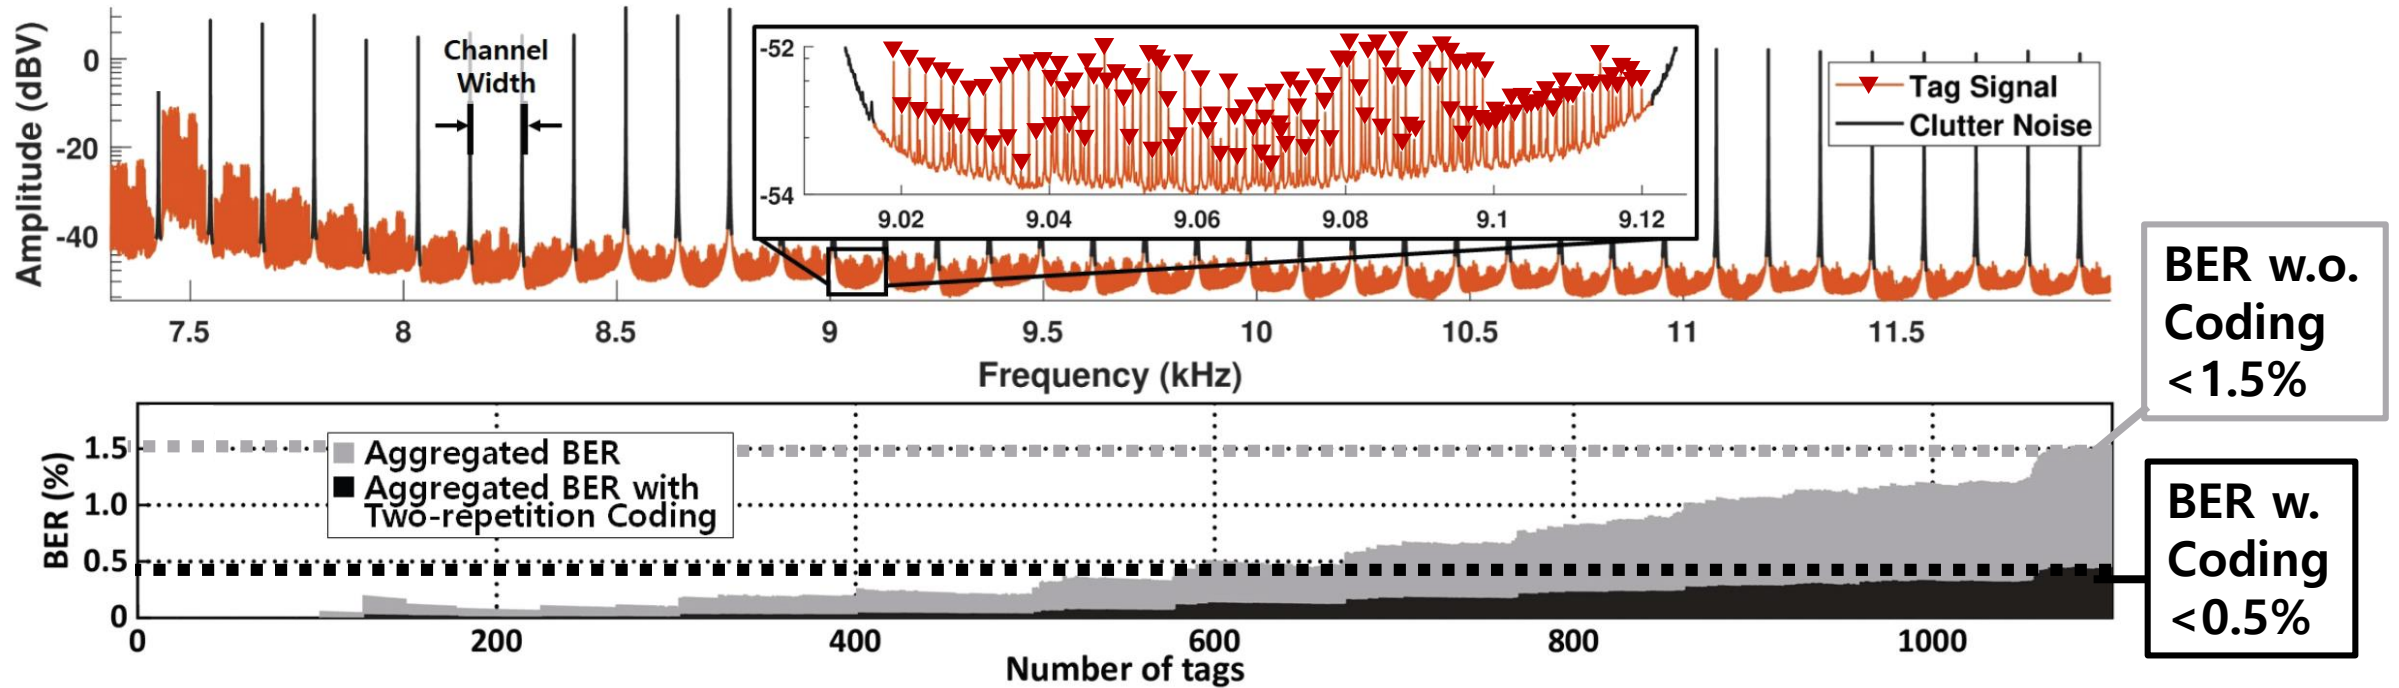 Amplitude (dBV)
0
-20
-40
Channel
Width
-52
-54
9.02 9.04 9.06 9.08 9.1 9.12
Tag Signal
Clutter Noise
7.5 8 8.5 9 9.5 10 10.5 11 11.5
Frequency (kHz)
BER w.o.
Coding
<1.5%
BER (%)
1.5
1.0
0.5
0
Aggregated BER
Aggregated BER with
Two-repetition Coding
BER w.
Coding
<0.5%
0 200 400 600 800 1000
Number of tags